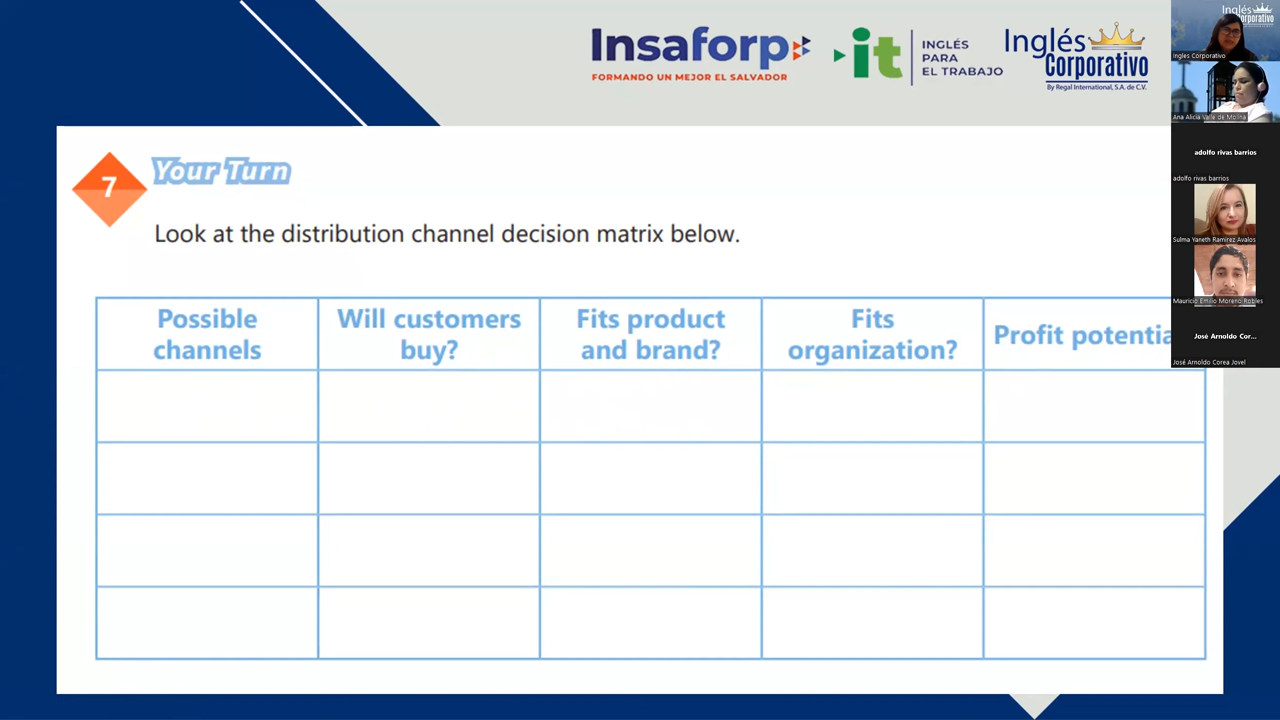 Insaforp
FORMANDO UN MEJOR EL SALVADOR
it
INGLÉS
PARA
EL TRABAJO
Inglés
Corporativo
By Regal International, S.A. de C.V.
7
Your Turn
Look at the distribution channel decision matrix below.
Possible
channels
Will customers
buy?
Fits product
and brand?
Fits
organization?
Profit potentia
Inglés
Corporativo
Ingles Corporativo
Ana Alicia Valle de Molina
adolfo rivas barrios
adolfo rivas barrios
Sulma Yaneth Ramirez Avalos
Mauricio Emilio Moreno Robles
José Arnoldo Cor...
José Arnoldo Corea Jovel